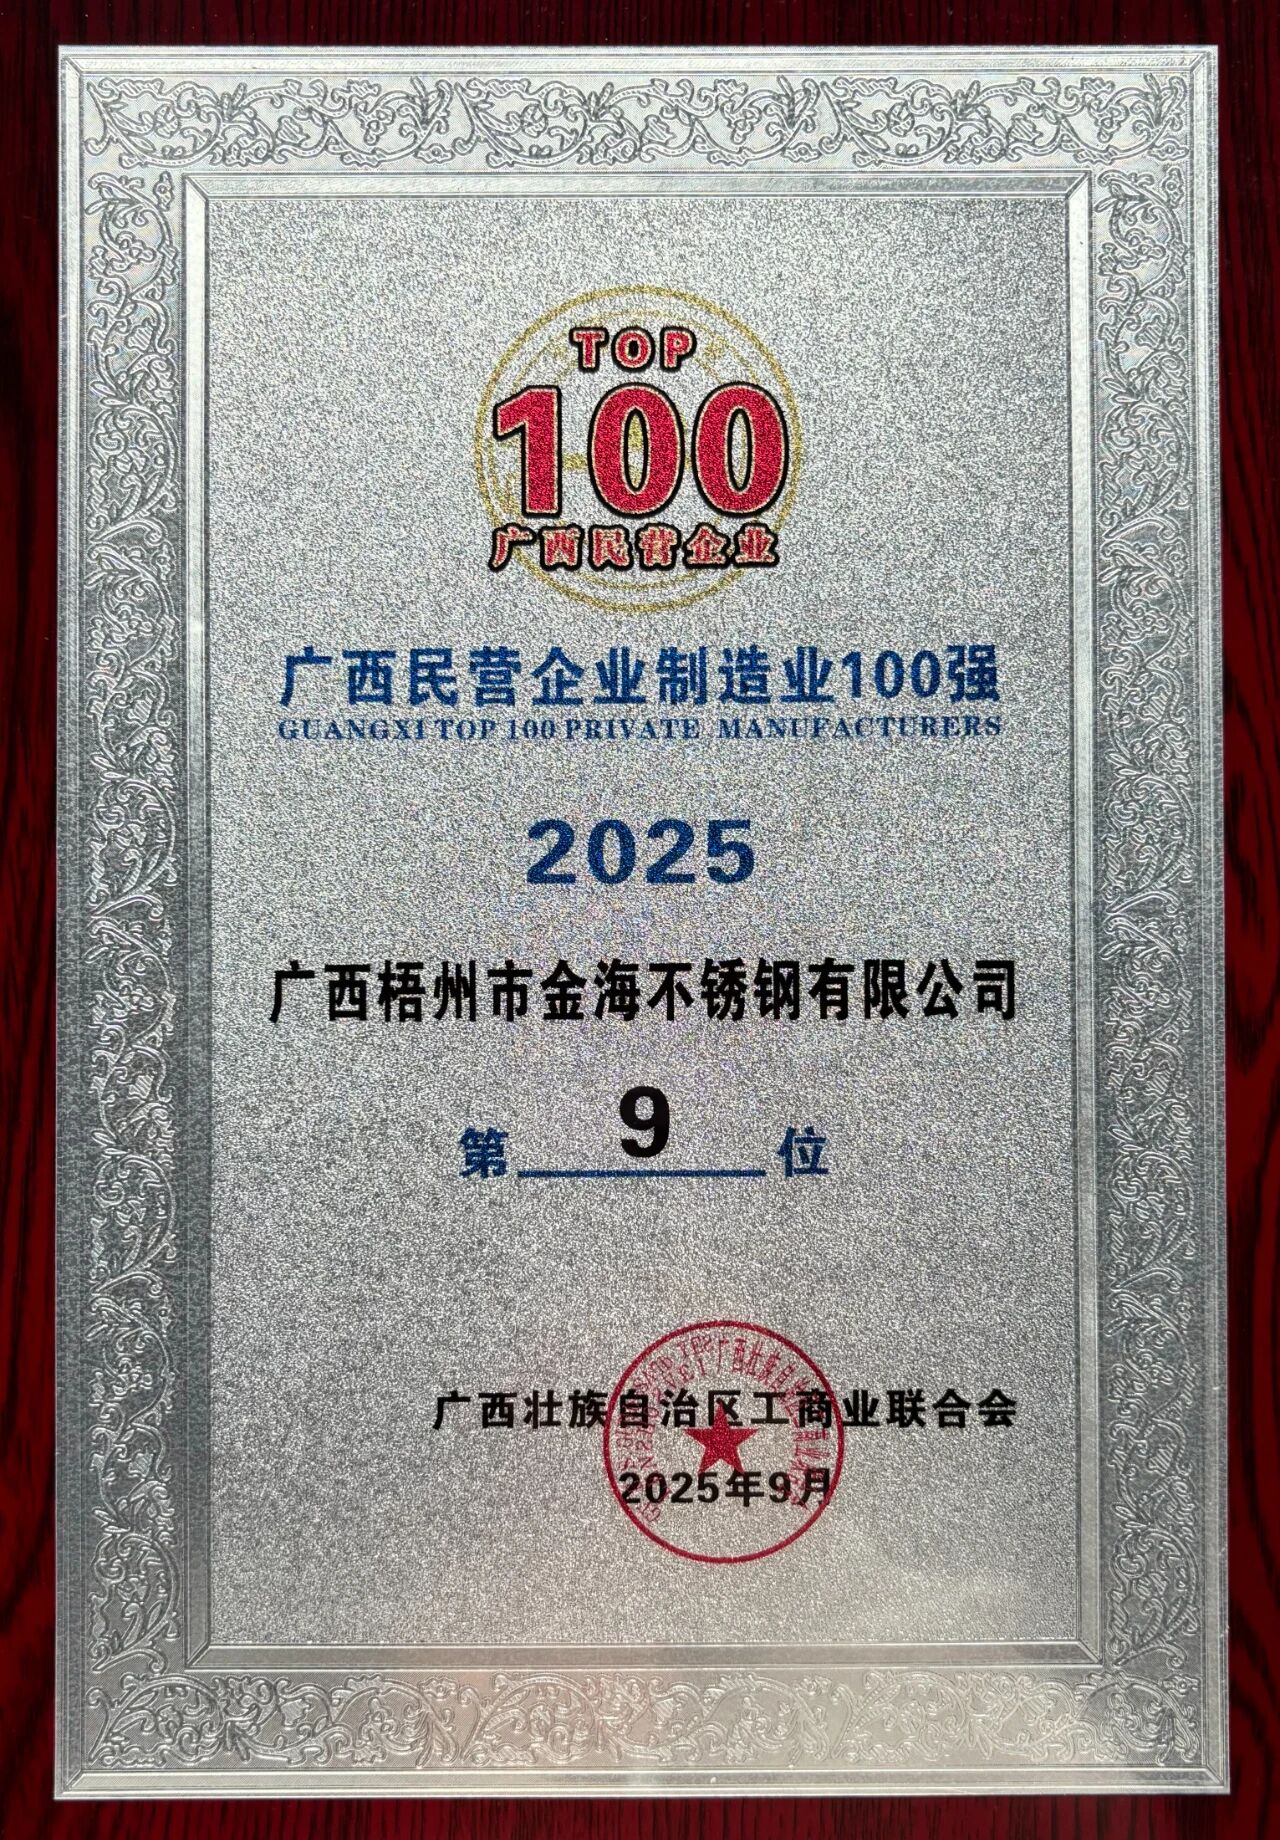 TOP
100
广西民营企业
广西民营企业制造业100强
GUANGXI TOP 100 PRIVATE MANUFACTURERS
2025
广西梧州市金海不锈钢有限公司
第 9 位
广西壮族自治区工商业联合会
2025年9月